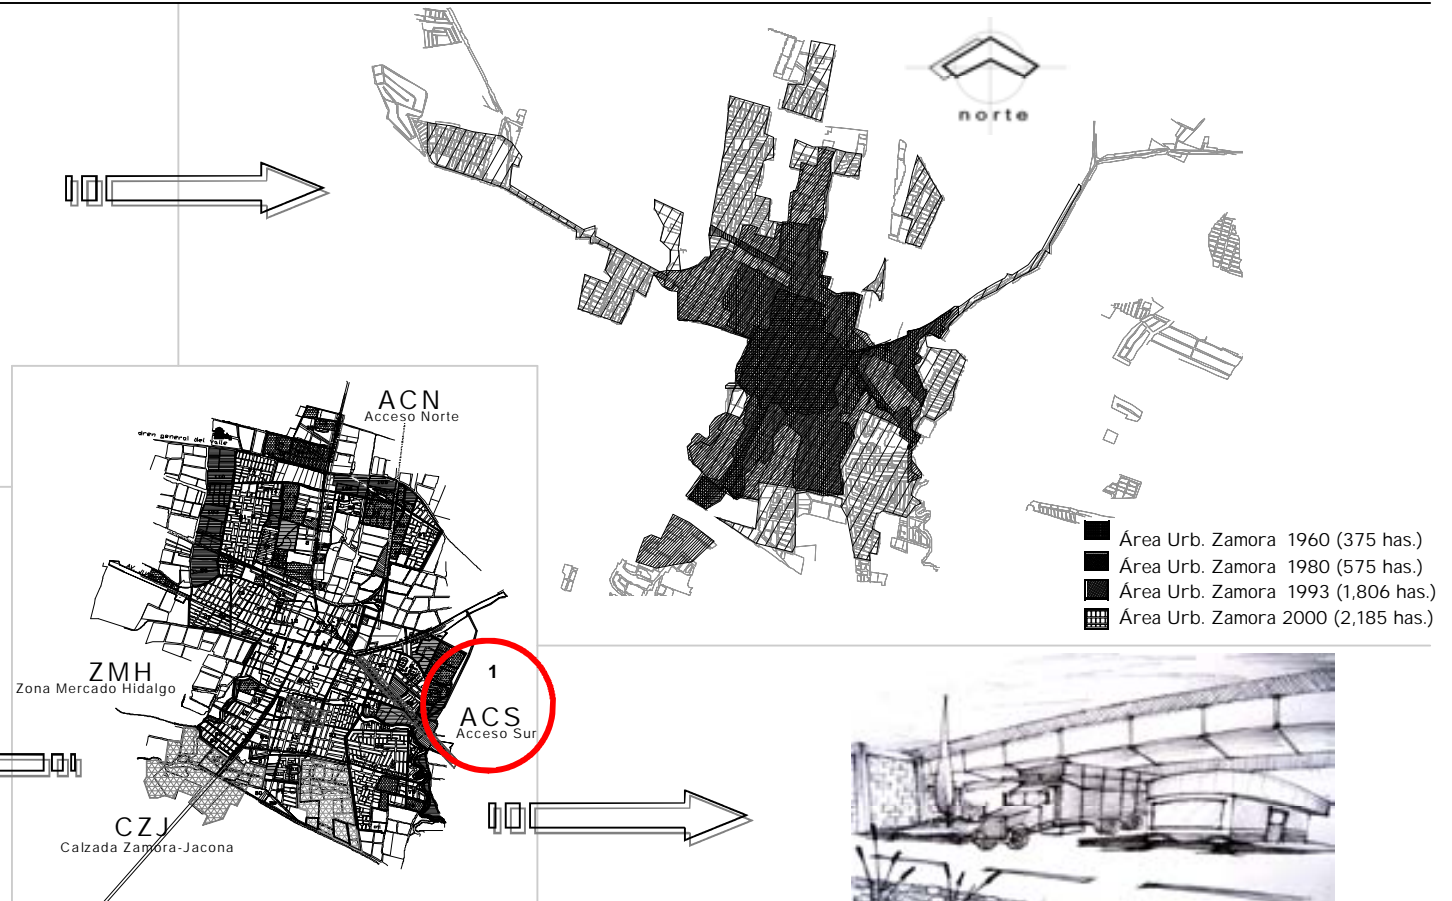 norte
ACN
Acceso Norte
dren general del valle
ZMH
Zona Mercado Hidalgo
1
ACS
Acceso Sur
CZJ
Calzada Zamora-Jacona
Área Urb. Zamora 1960 (375 has.)
Área Urb. Zamora 1980 (575 has.)
Área Urb. Zamora 1993 (1,806 has.)
Área Urb. Zamora 2000 (2,185 has.)